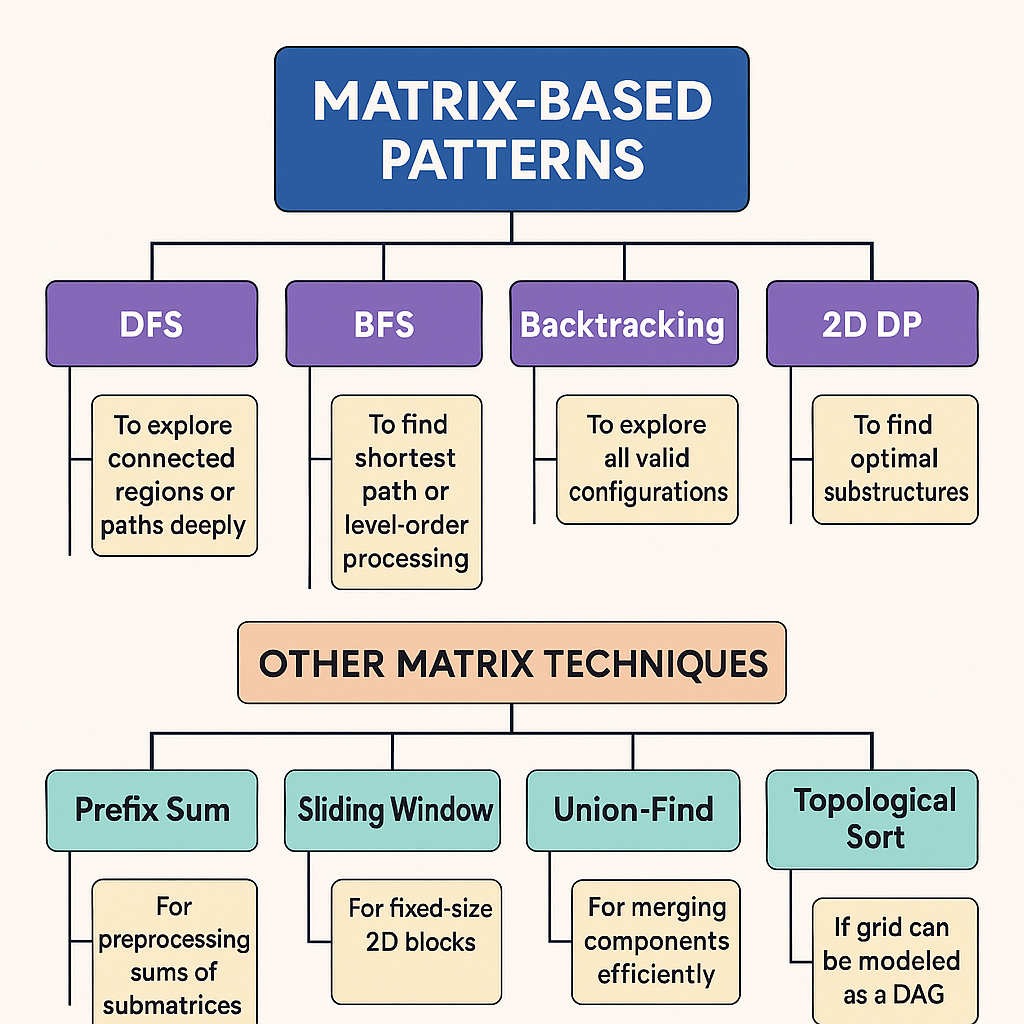 MATRIX-BASED
PATTERNS
DFS
BFS
Backtracking
2D DP
To explore
connected
regions or
paths deeply
To find
shortest
path or
level-order
processing
To explore
all valid
configurations
To find
optimal
substructures
OTHER MATRIX TECHNIQUES
Prefix Sum
Sliding Window
Union-Find
Topological
Sort
For
preprocessing
sums of
submatrices
For fixed-size
2D blocks
For merging
components
efficiently
If grid can
be modeled
as a DAG